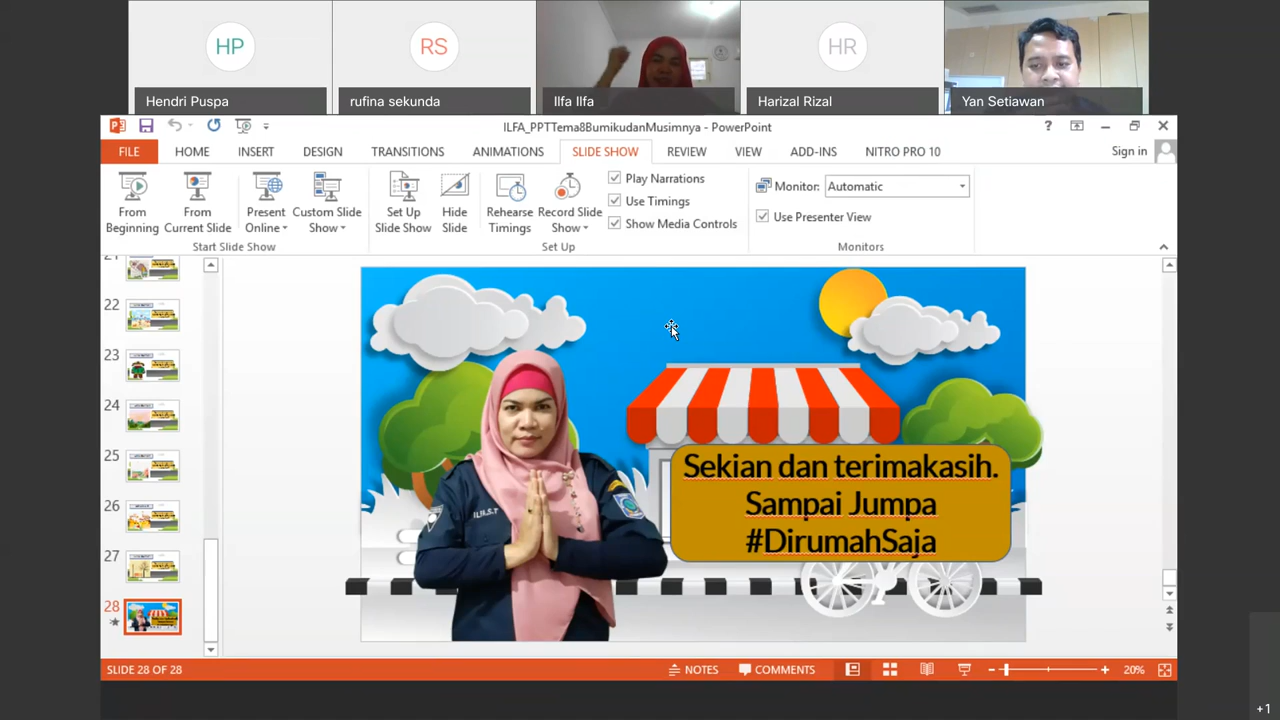 HP
RS
HR
Hendri Puspa
rufina sekunda
Ilfa Ilfa
Harizal Rizal
Yan Setiawan
ILFA_PPTTema8BumikudanMusimnya - PowerPoint
?
Sign in
FILE
HOME
INSERT
DESIGN
TRANSITIONS
ANIMATIONS
SLIDE SHOW
REVIEW
VIEW
ADD-INS
NITRO PRO 10
From Beginning
From Current Slide
Present Online
Custom Slide Show
Start Slide Show
Set Up Slide Show
Hide Slide
Rehearse Timings
Record Slide Show
Play Narrations
Use Timings
Show Media Controls
Set Up
Monitor: Automatic
Use Presenter View
Monitors
22
23
24
25
26
27
28
Sekian dan terimakasih.
Sampai Jumpa
#DirumahSaja
SLIDE 28 OF 28
NOTES
COMMENTS
20%
+1